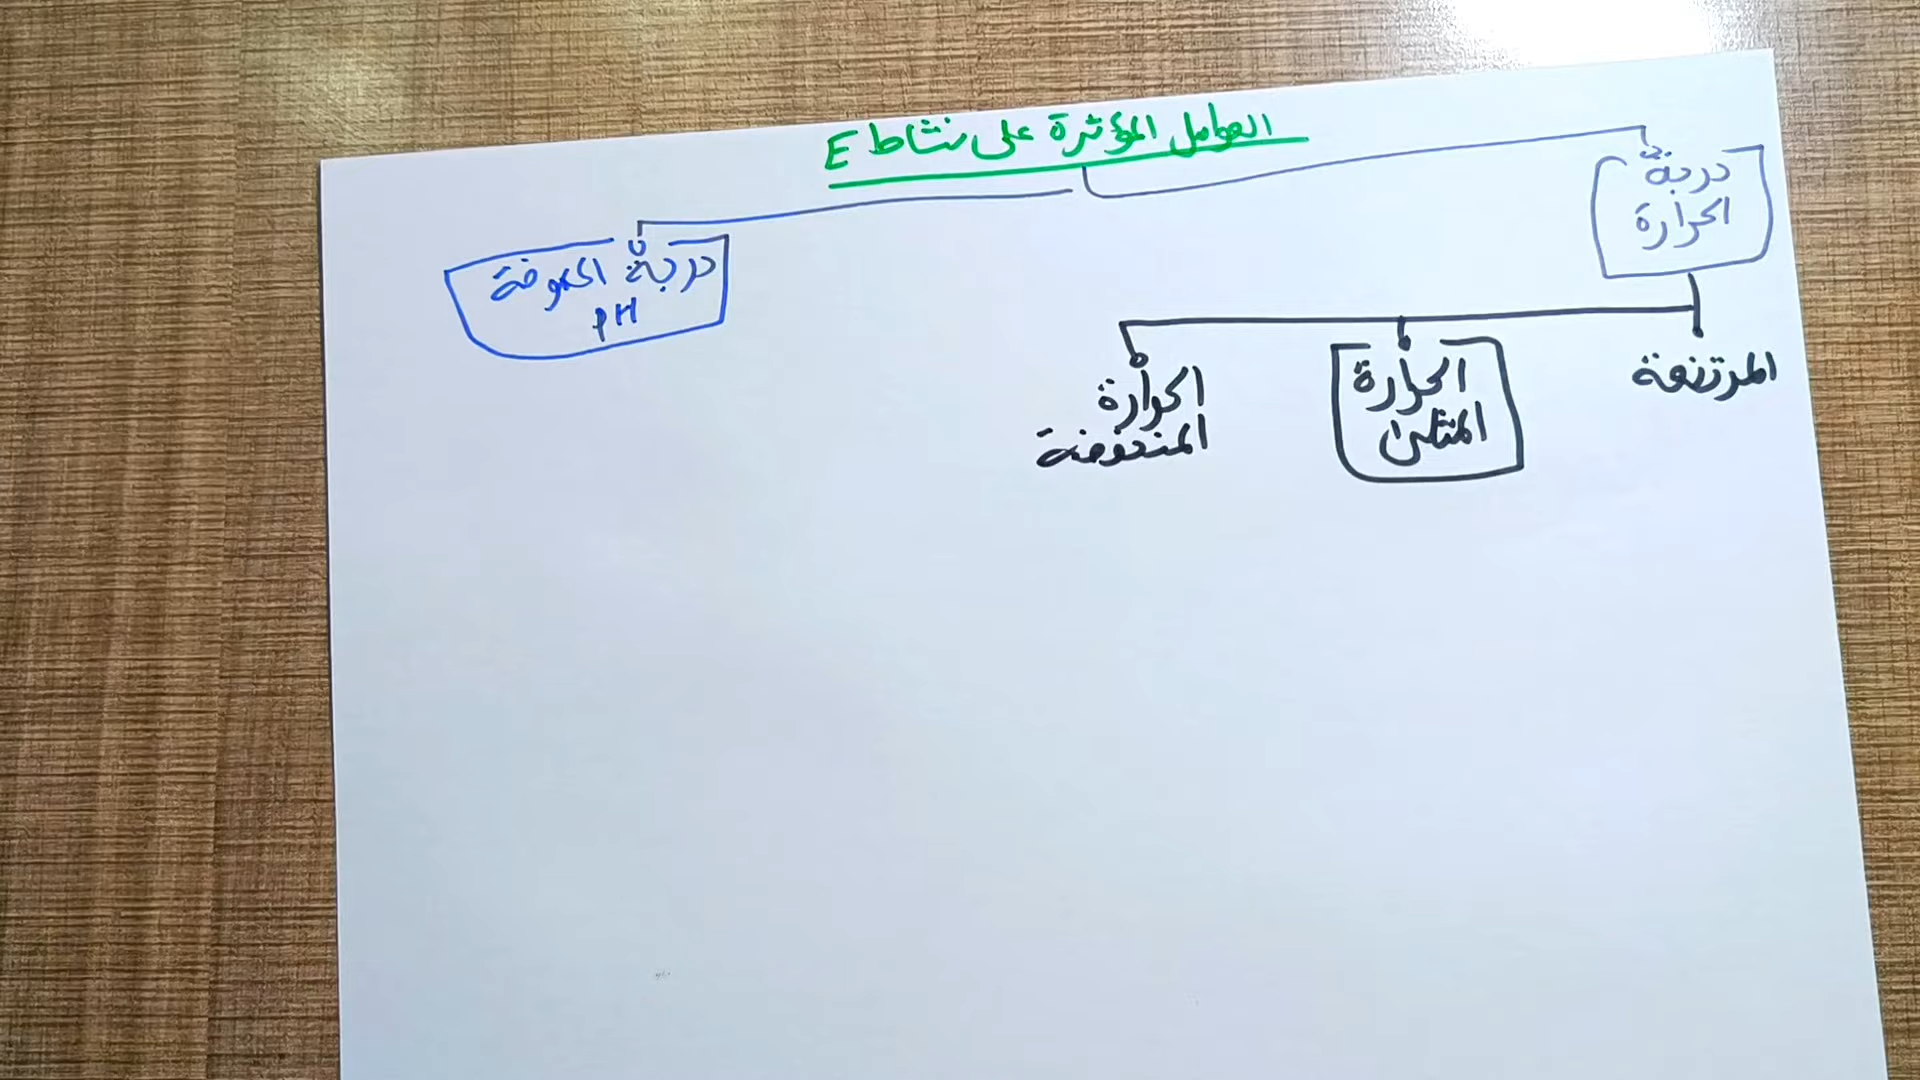 العوامل المؤثرة على نشاط E
درجة
الحرارة
درجة الحموضة
pH
المرتفعة
الحرارة
المثلى
الحرارة
المنخفضة